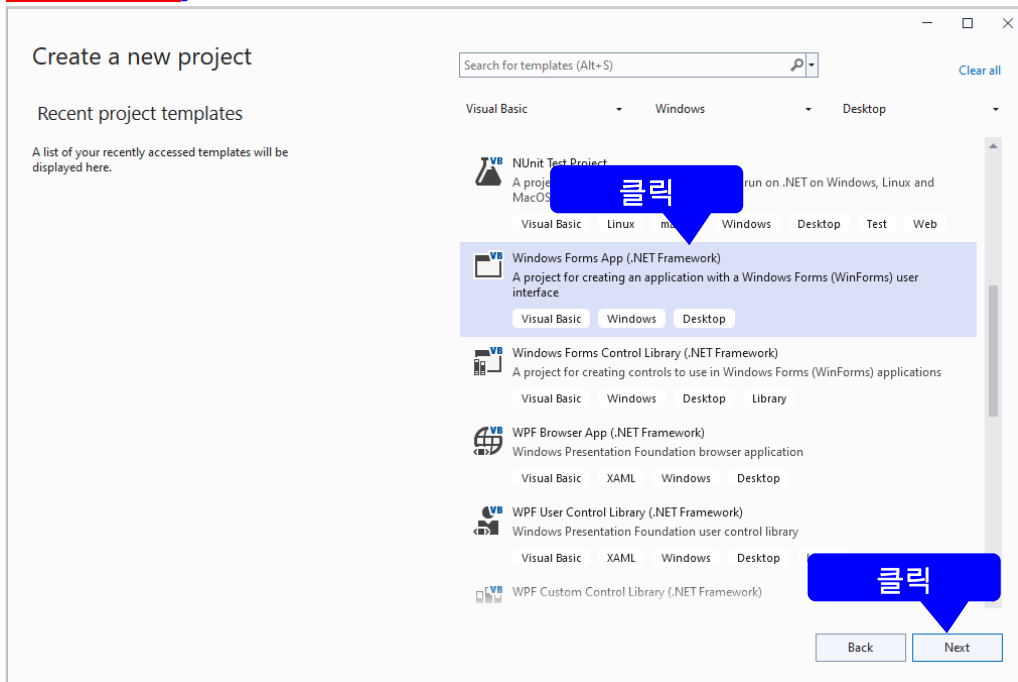 Create a new project
Search for templates (Alt+S)
Clear all
Recent project templates
Visual Basic Windows Desktop
A list of your recently accessed templates will be
displayed here.
VB NUnit Test Project
A proje run on .NET on Windows, Linux and
MacOS
클릭
Visual Basic Linux Windows Desktop Test Web
VB Windows Forms App (.NET Framework)
A project for creating an application with a Windows Forms (WinForms) user
interface
Visual Basic Windows Desktop
VB Windows Forms Control Library (.NET Framework)
A project for creating controls to use in Windows Forms (WinForms) applications
Visual Basic Windows Desktop Library
VB WPF Browser App (.NET Framework)
Windows Presentation Foundation browser application
Visual Basic XAML Windows Desktop
VB WPF User Control Library (.NET Framework)
Windows Presentation Foundation user control library
Visual Basic XAML Windows Desktop
클릭
VB WPF Custom Control Library (.NET Framework)
Back Next